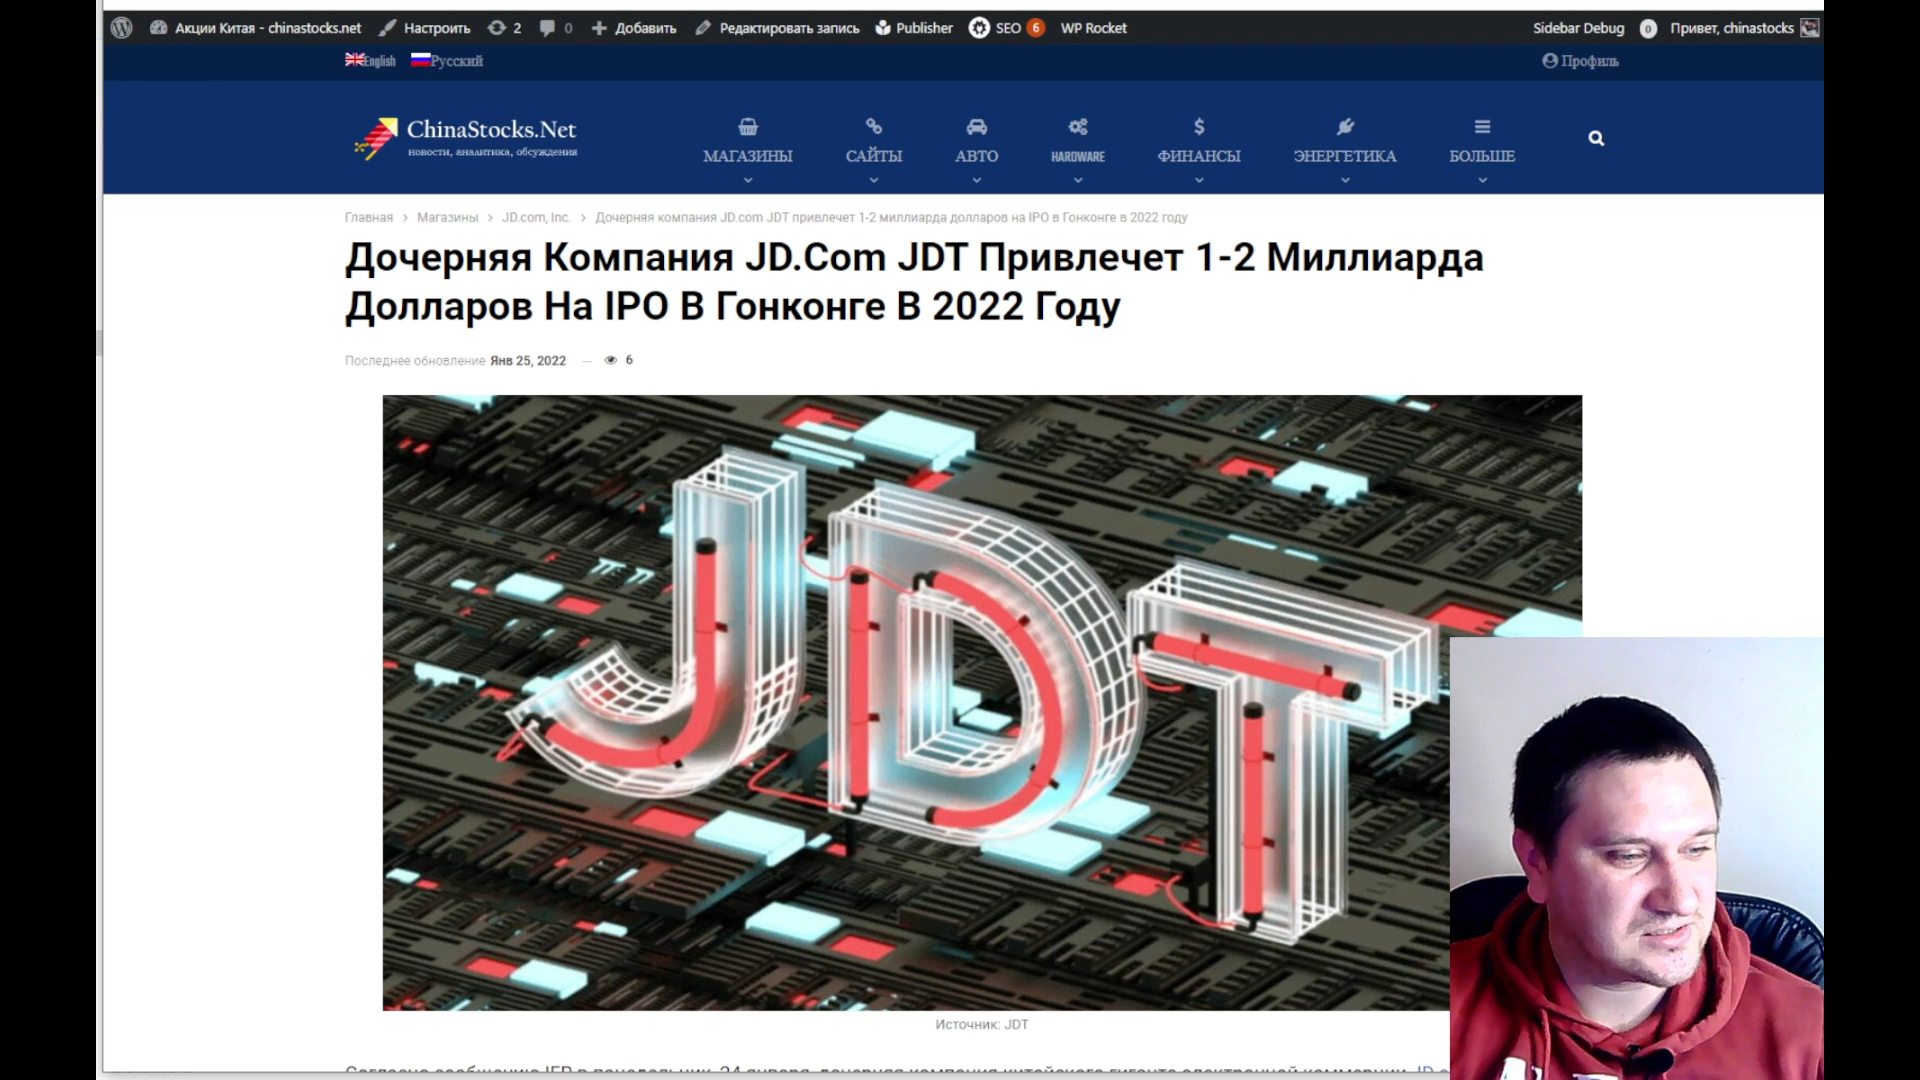 Акции Китая - chinastocks.net Настроить 2 0 Добавить Редактировать запись Publisher SEO 6 WP Rocket Sidebar Debug 0 Привет, chinastocks
English Русский Профиль
ChinaStocks.Net
новости, аналитика, обсуждения
МАГАЗИНЫ САЙТЫ АВТО HARDWARE ФИНАНСЫ ЭНЕРГЕТИКА БОЛЬШЕ
Главная > Магазины > JD.com, Inc. > Дочерняя компания JD.com JDT привлечет 1-2 миллиарда долларов на IPO в Гонконге в 2022 году
Дочерняя Компания JD.Com JDT Привлечет 1-2 Миллиарда
Долларов На IPO В Гонконге В 2022 Году
Последнее обновление Янв 25, 2022 — 6
JDT
Источник: JDT